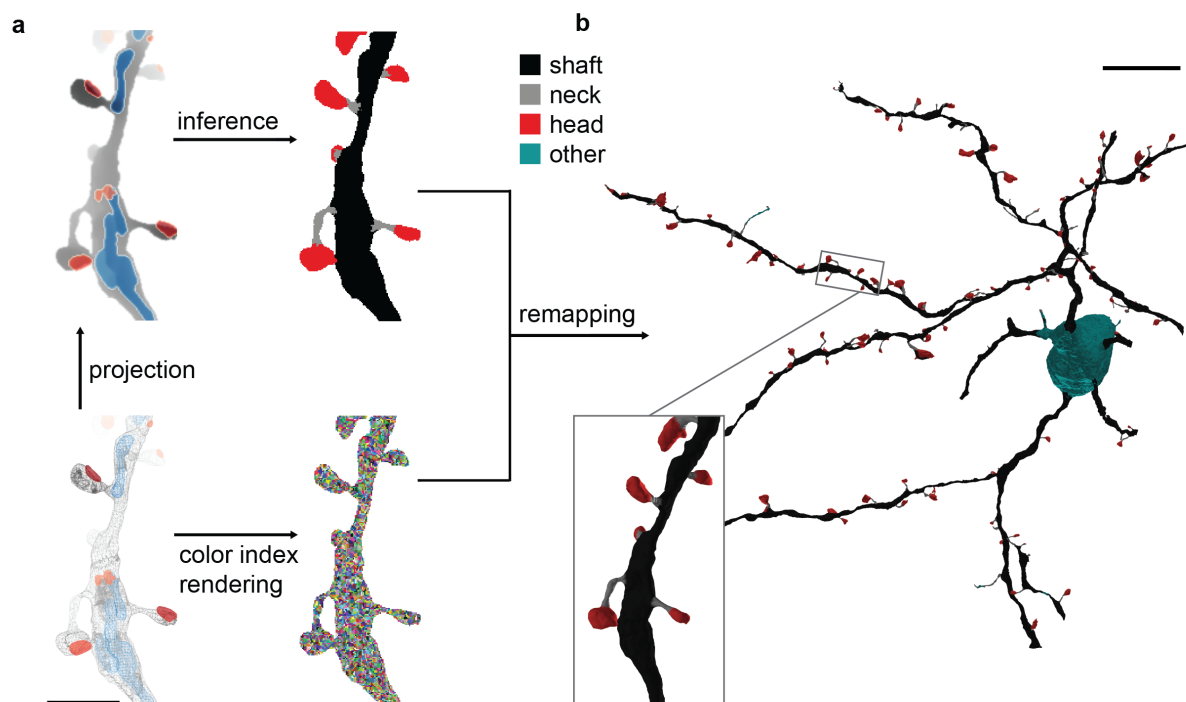 a
inference
projection
color index
rendering
remapping
b
shaft
neck
head
other